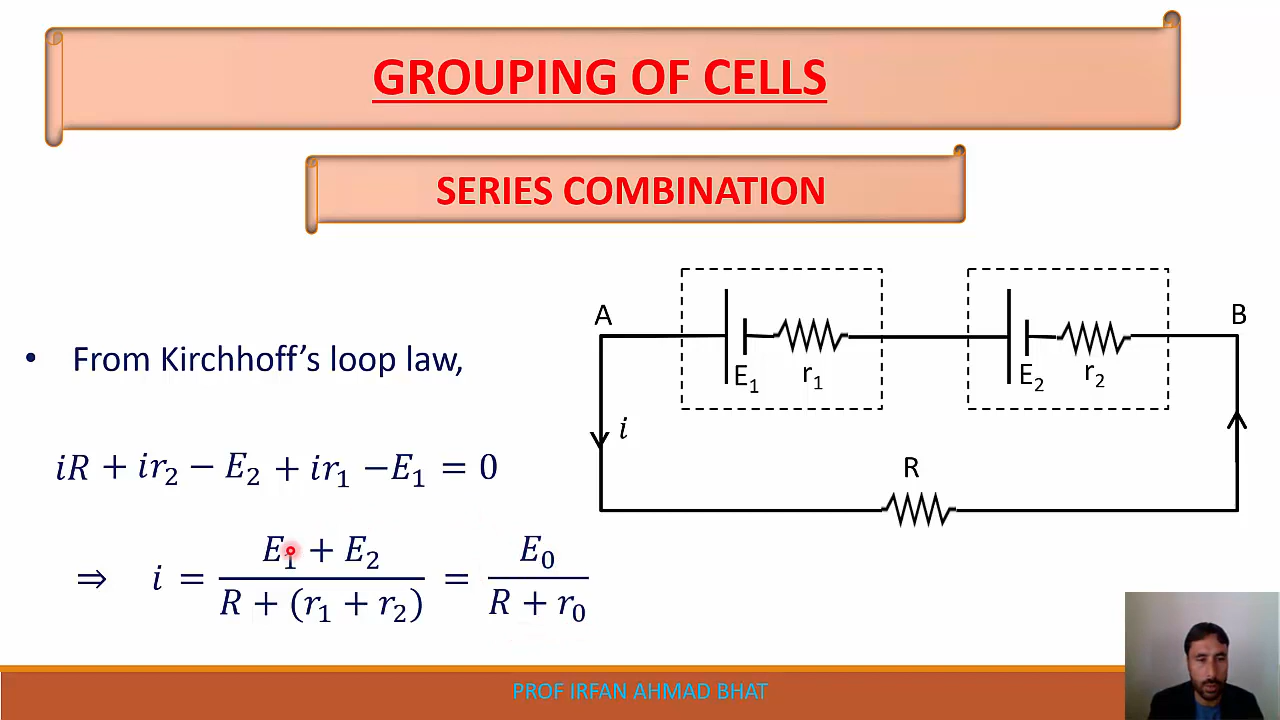 GROUPING OF CELLS
SERIES COMBINATION
• From Kirchhoff’s loop law,
iR + ir₂ − E₂ + ir₁ −E₁ = 0
⇒ i = (E₁ + E₂)/(R + (r₁ + r₂)) = E₀/(R + r₀)
A
B
E₁
r₁
E₂
r₂
i
R
PROF IRFAN AHMAD BHAT